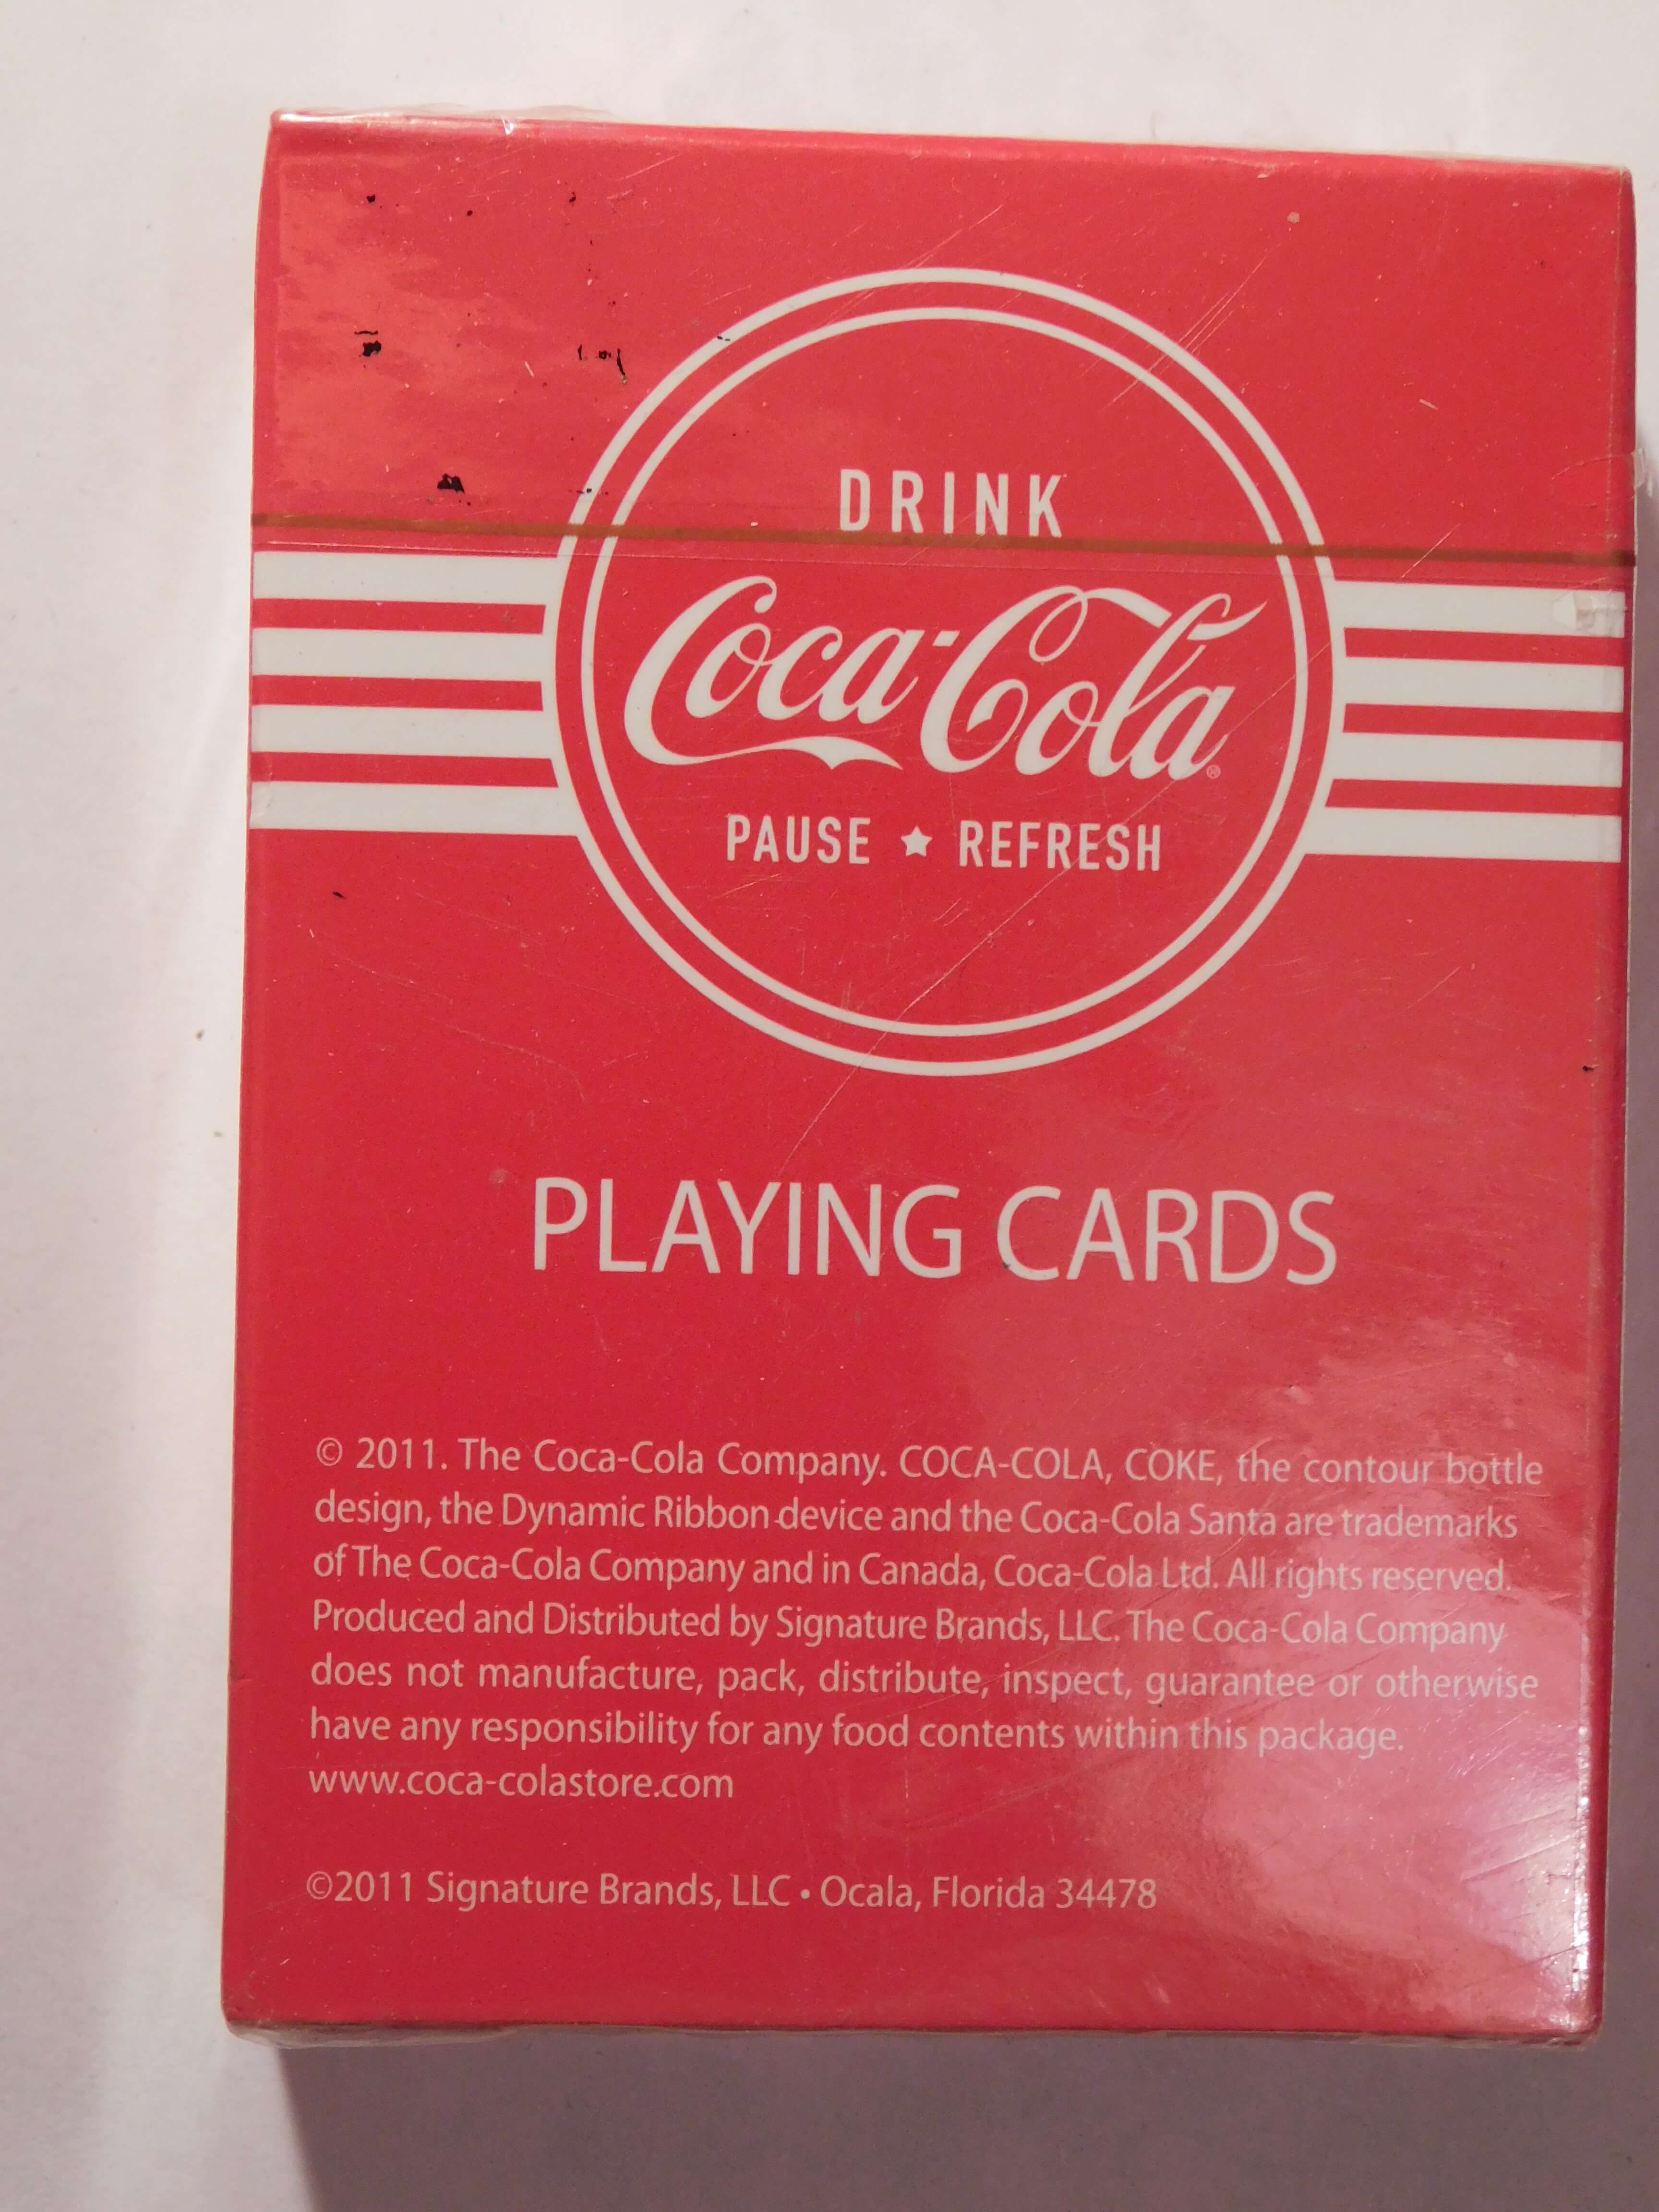 DRINK
Coca-Cola®
PAUSE ★ REFRESH
PLAYING CARDS
© 2011. The Coca-Cola Company. COCA-COLA, COKE, the contour bottle
design, the Dynamic Ribbon device and the Coca-Cola Santa are trademarks
of The Coca-Cola Company and in Canada, Coca-Cola Ltd. All rights reserved.
Produced and Distributed by Signature Brands, LLC. The Coca-Cola Company
does not manufacture, pack, distribute, inspect, guarantee or otherwise
have any responsibility for any food contents within this package.
www.coca-colastore.com
©2011 Signature Brands, LLC • Ocala, Florida 34478